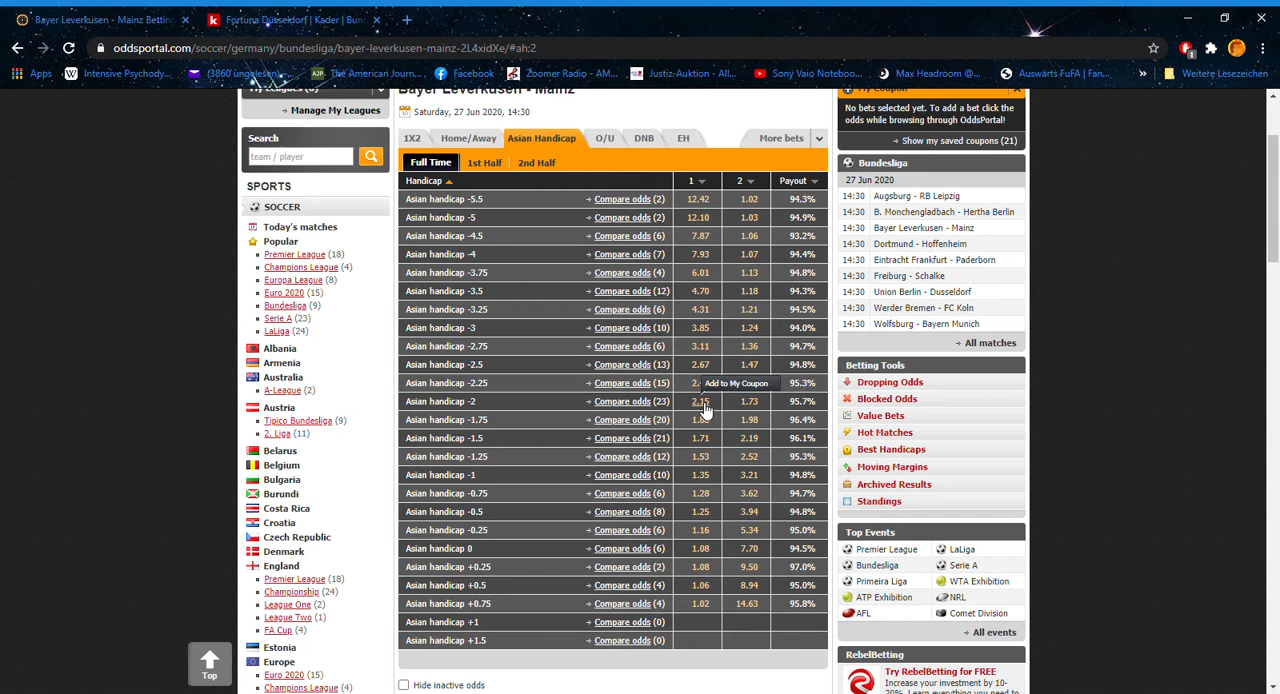 Bayer Leverkusen - Mainz Betting
Fortuna Düsseldorf | Kader | Bun
oddsportal.com/soccer/germany/bundesliga/bayer-leverkusen-mainz-2L4xidXe/#ah;2
1
Apps
Intensive Psychody...
(3860 ungelesen)
The American Journ...
Facebook
Zoomer Radio - AM...
Justiz-Auktion - All...
Sony Vaio Noteboo...
Max Headroom @...
Auswärts FuFA | Fan...
»
Weitere Lesezeichen
Manage My Leagues
Search
team / player
SPORTS
SOCCER
Today's matches
Popular
Premier League (18)
Champions League (4)
Europa League (8)
Euro 2020 (15)
Bundesliga (9)
Serie A (23)
LaLiga (24)
Albania
Armenia
Australia
A-League (2)
Austria
Tipico Bundesliga (9)
2. Liga (11)
Belarus
Belgium
Bulgaria
Burundi
Costa Rica
Croatia
Czech Republic
Denmark
England
Premier League (18)
Championship (24)
League One (2)
League Two (1)
FA Cup (4)
Estonia
Europe
Euro 2020 (15)
Champions League (4)
Top
Bayer Leverkusen - Mainz
Saturday, 27 Jun 2020, 14:30
1X2 Home/Away Asian Handicap O/U DNB EH More bets
Full Time 1st Half 2nd Half
Handicap 1 2 Payout
Asian handicap -5.5 Compare odds (2) 12.42 1.02 94.3%
Asian handicap -5 Compare odds (2) 12.10 1.03 94.9%
Asian handicap -4.5 Compare odds (6) 7.87 1.06 93.2%
Asian handicap -4 Compare odds (7) 7.93 1.07 94.4%
Asian handicap -3.75 Compare odds (4) 6.01 1.13 94.8%
Asian handicap -3.5 Compare odds (12) 4.70 1.18 94.3%
Asian handicap -3.25 Compare odds (6) 4.31 1.21 94.5%
Asian handicap -3 Compare odds (10) 3.85 1.24 94.0%
Asian handicap -2.75 Compare odds (6) 3.11 1.36 94.7%
Asian handicap -2.5 Compare odds (13) 2.67 1.47 94.8%
Asian handicap -2.25 Compare odds (15) Add to My Coupon 95.3%
Asian handicap -2 Compare odds (23) 2.15 1.73 95.7%
Asian handicap -1.75 Compare odds (20) 1.98 96.4%
Asian handicap -1.5 Compare odds (21) 1.71 2.19 96.1%
Asian handicap -1.25 Compare odds (12) 1.53 2.52 95.3%
Asian handicap -1 Compare odds (10) 1.35 3.21 94.8%
Asian handicap -0.75 Compare odds (6) 1.28 3.62 94.7%
Asian handicap -0.5 Compare odds (8) 1.25 3.94 94.8%
Asian handicap -0.25 Compare odds (6) 1.16 5.34 95.0%
Asian handicap 0 Compare odds (6) 1.08 7.70 94.5%
Asian handicap +0.25 Compare odds (2) 1.08 9.50 97.0%
Asian handicap +0.5 Compare odds (4) 1.06 8.94 95.0%
Asian handicap +0.75 Compare odds (4) 1.02 14.63 95.8%
Asian handicap +1 Compare odds (0)
Asian handicap +1.5 Compare odds (0)
Hide inactive odds
My Coupon
No bets selected yet. To add a bet click the
odds while browsing through OddsPortal!
Show my saved coupons (21)
Bundesliga
27 Jun 2020
14:30 Augsburg - RB Leipzig
14:30 B. Monchengladbach - Hertha Berlin
14:30 Bayer Leverkusen - Mainz
14:30 Dortmund - Hoffenheim
14:30 Eintracht Frankfurt - Paderborn
14:30 Freiburg - Schalke
14:30 Union Berlin - Dusseldorf
14:30 Werder Bremen - FC Koln
14:30 Wolfsburg - Bayern Munich
All matches
Betting Tools
Dropping Odds
Blocked Odds
Value Bets
Hot Matches
Best Handicaps
Moving Margins
Archived Results
Standings
Top Events
Premier League LaLiga
Bundesliga Serie A
Primeira Liga WTA Exhibition
ATP Exhibition NRL
AFL Comet Division
All events
RebelBetting
Try RebelBetting for FREE
Increase your investment by 10-